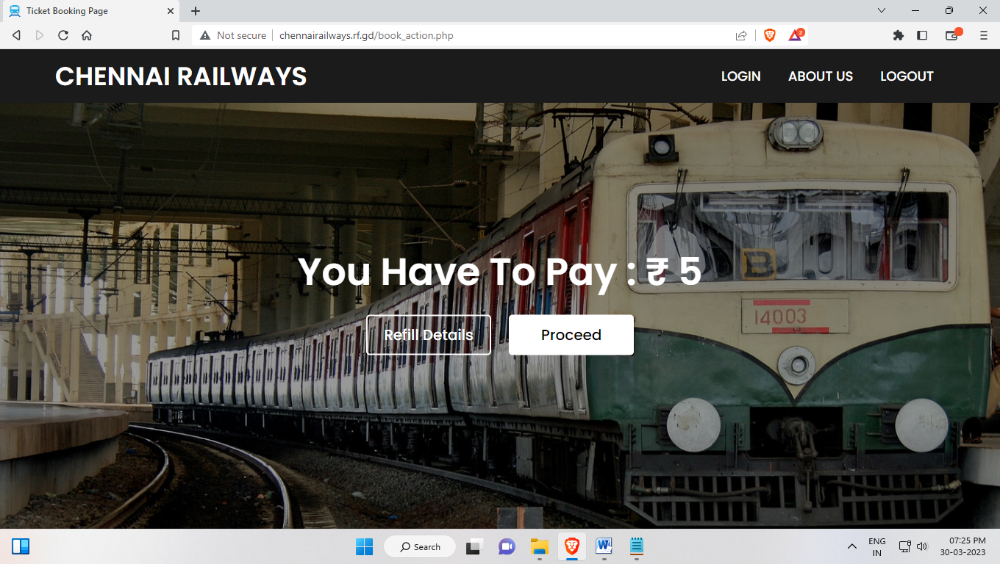 Ticket Booking Page
Not secure
chennairailways.rf.gd/book_action.php
2
CHENNAI RAILWAYS
LOGIN
ABOUT US
LOGOUT
You Have To Pay : ₹ 5
Refill Details
Proceed
B
14003
Search
W
ENG
IN
07:25 PM
30-03-2023